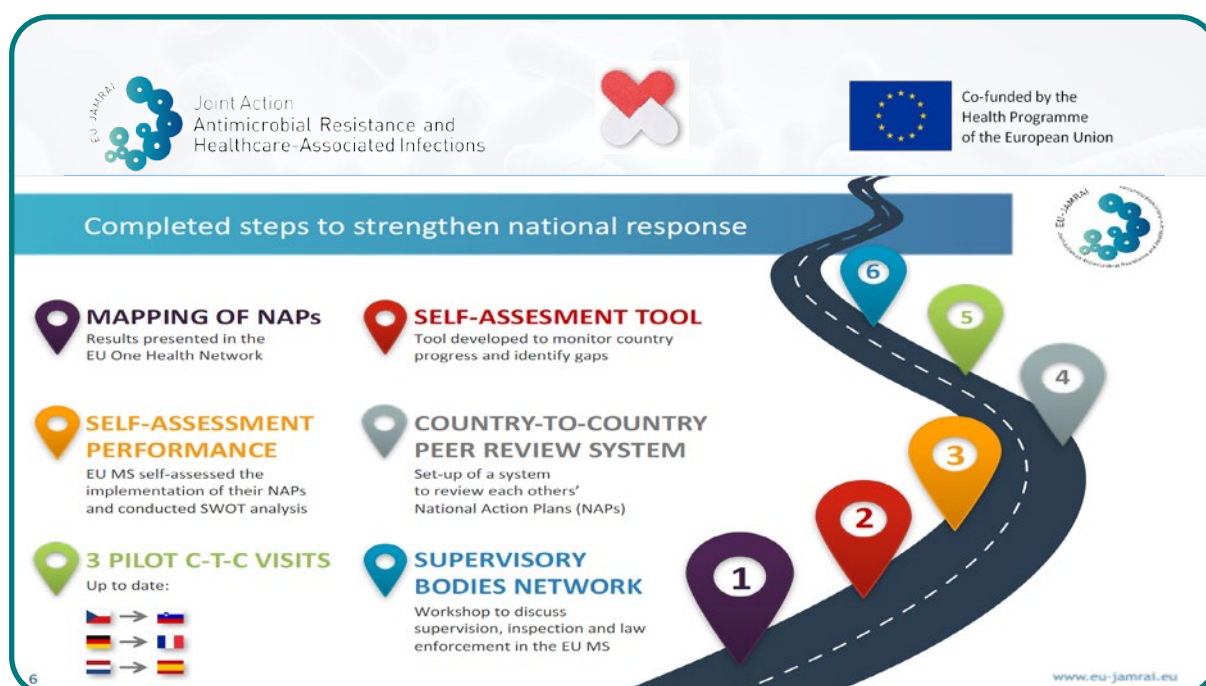 EU-JAMRAI
Joint Action
Antimicrobial Resistance and
Healthcare-Associated Infections
Co-funded by the
Health Programme
of the European Union
Completed steps to strengthen national response
EU-JAMRAI
MAPPING OF NAPs
Results presented in the
EU One Health Network
SELF-ASSESMENT TOOL
Tool developed to monitor country
progress and identify gaps
SELF-ASSESSMENT
PERFORMANCE
EU MS self-assessed the
implementation of their NAPs
and conducted SWOT analysis
COUNTRY-TO-COUNTRY
PEER REVIEW SYSTEM
Set-up of a system
to review each others’
National Action Plans (NAPs)
3 PILOT C-T-C VISITS
Up to date:
SUPERVISORY
BODIES NETWORK
Workshop to discuss
supervision, inspection and law
enforcement in the EU MS
6
5
4
3
2
1
6
www.eu-jamrai.eu